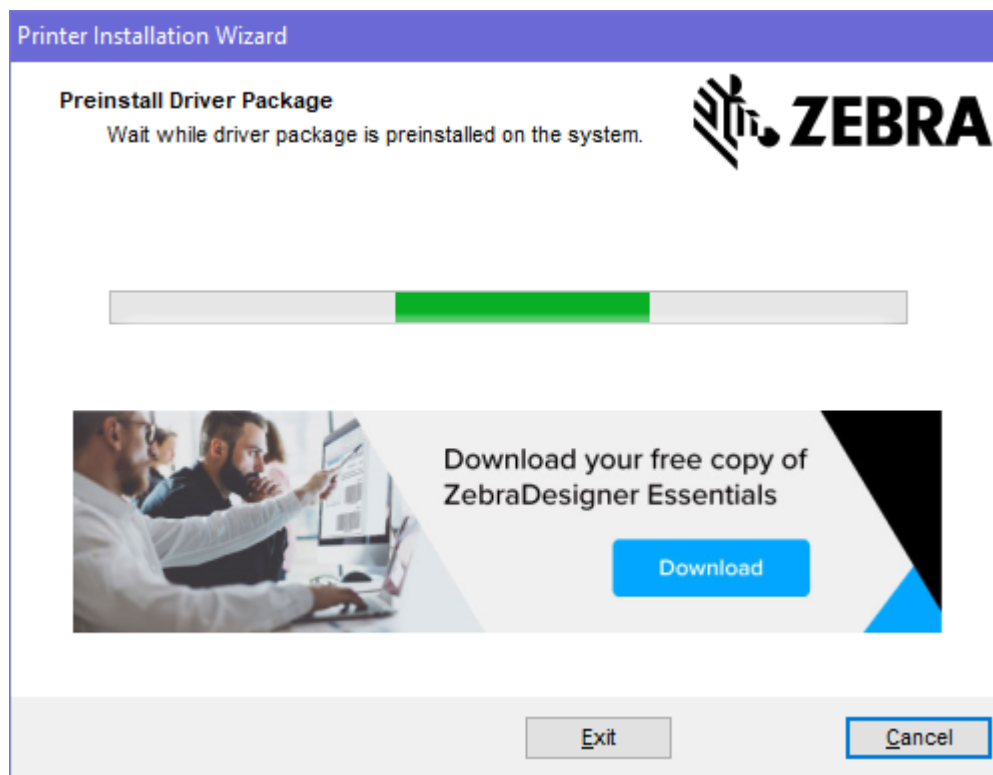 Printer Installation Wizard
Preinstall Driver Package
Wait while driver package is preinstalled on the system.
ZEBRA
Download your free copy of
ZebraDesigner Essentials
Download
Exit
Cancel